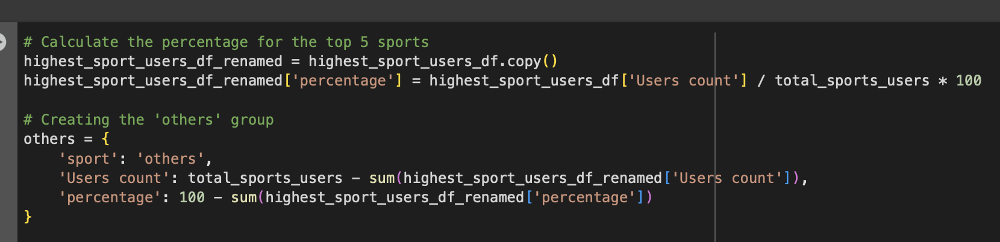 # Calculate the percentage for the top 5 sports
highest_sport_users_df_renamed = highest_sport_users_df.copy()
highest_sport_users_df_renamed['percentage'] = highest_sport_users_df['Users count'] / total_sports_users * 100
# Creating the 'others' group
others = {
    'sport': 'others',
    'Users count': total_sports_users - sum(highest_sport_users_df_renamed['Users count']),
    'percentage': 100 - sum(highest_sport_users_df_renamed['percentage'])
}